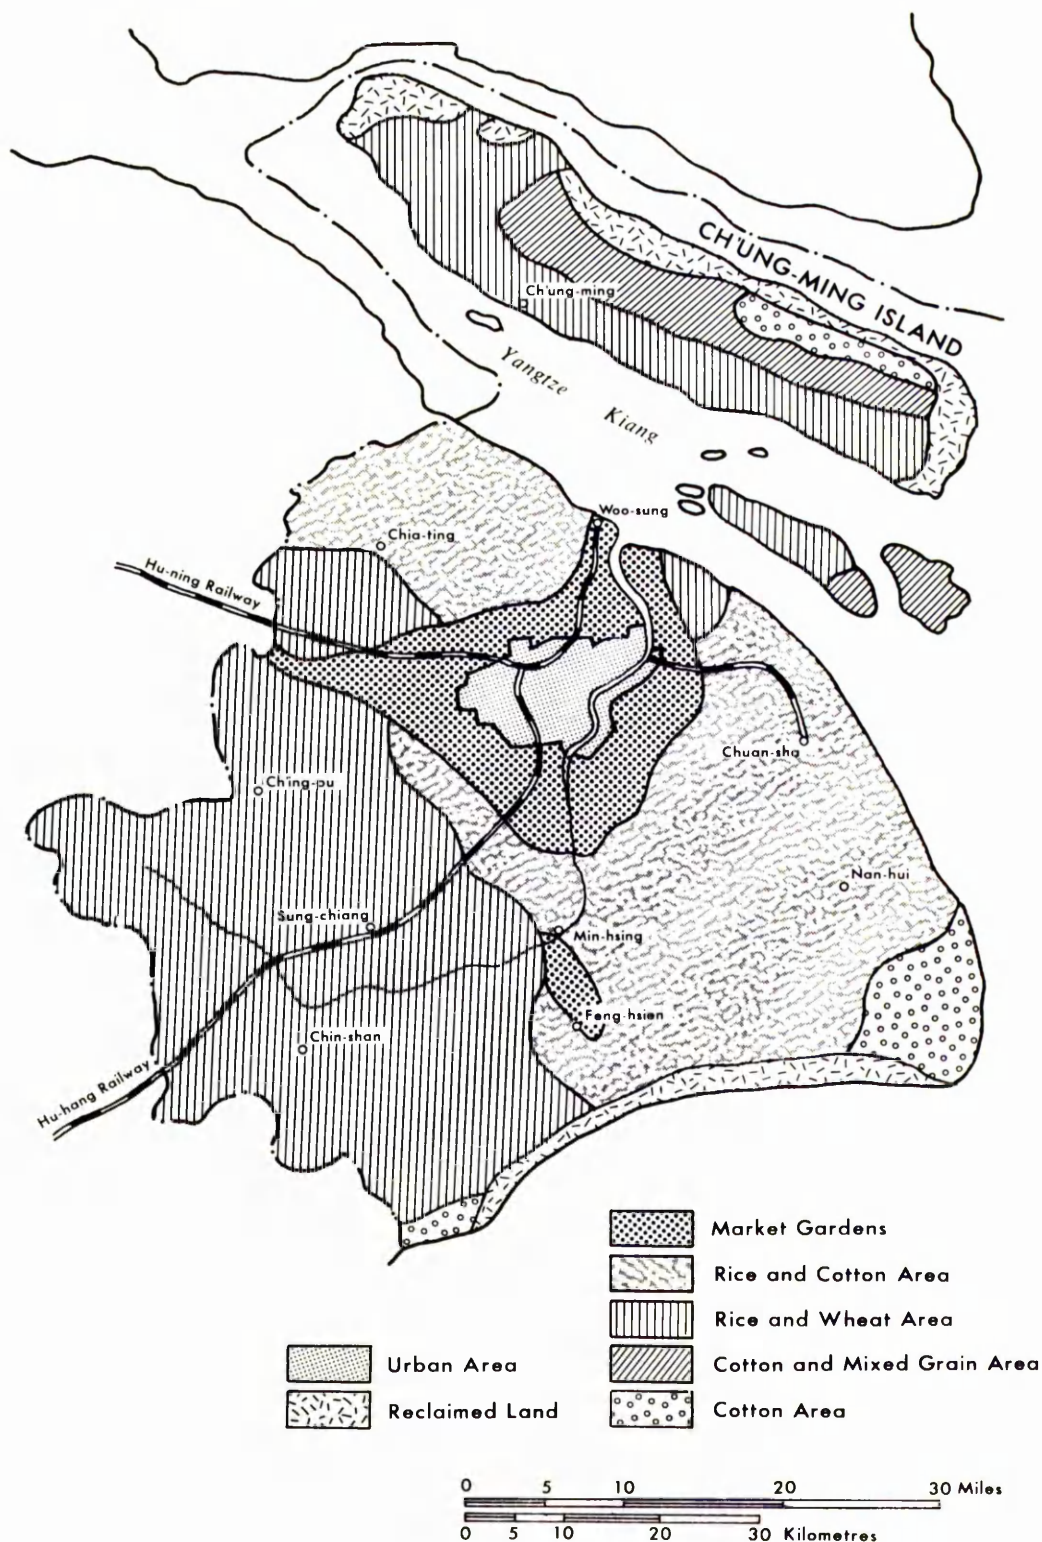 CH'UNG-MING ISLAND
Ch'ung-ming
Yangtze Kiang
Woo-sung
Chia-ting
Hu-ning Railway
Chuan-sha
Ch'ing-pu
Nan-hui
Sung-chiang
Min-hsing
Feng-hsien
Chin-shan
Hu-hang Railway
Market Gardens
Rice and Cotton Area
Rice and Wheat Area
Urban Area
Cotton and Mixed Grain Area
Reclaimed Land
Cotton Area
0 5 10 20 30 Miles
0 5 10 20 30 Kilometres